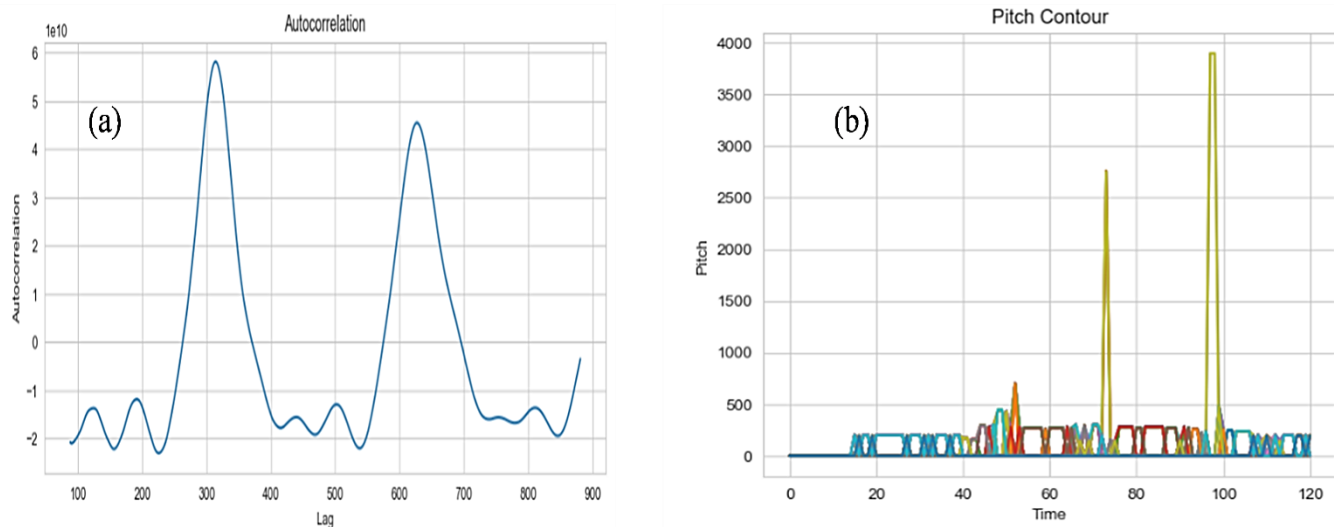 Autocorrelation
1e10
6
5
4
3
2
1
0
−1
−2
Autocorrelation
(a)
100 200 300 400 500 600 700 800 900
Lag
Pitch Contour
4000
3500
3000
2500
2000
1500
1000
500
0
Pitch
(b)
0 20 40 60 80 100 120
Time